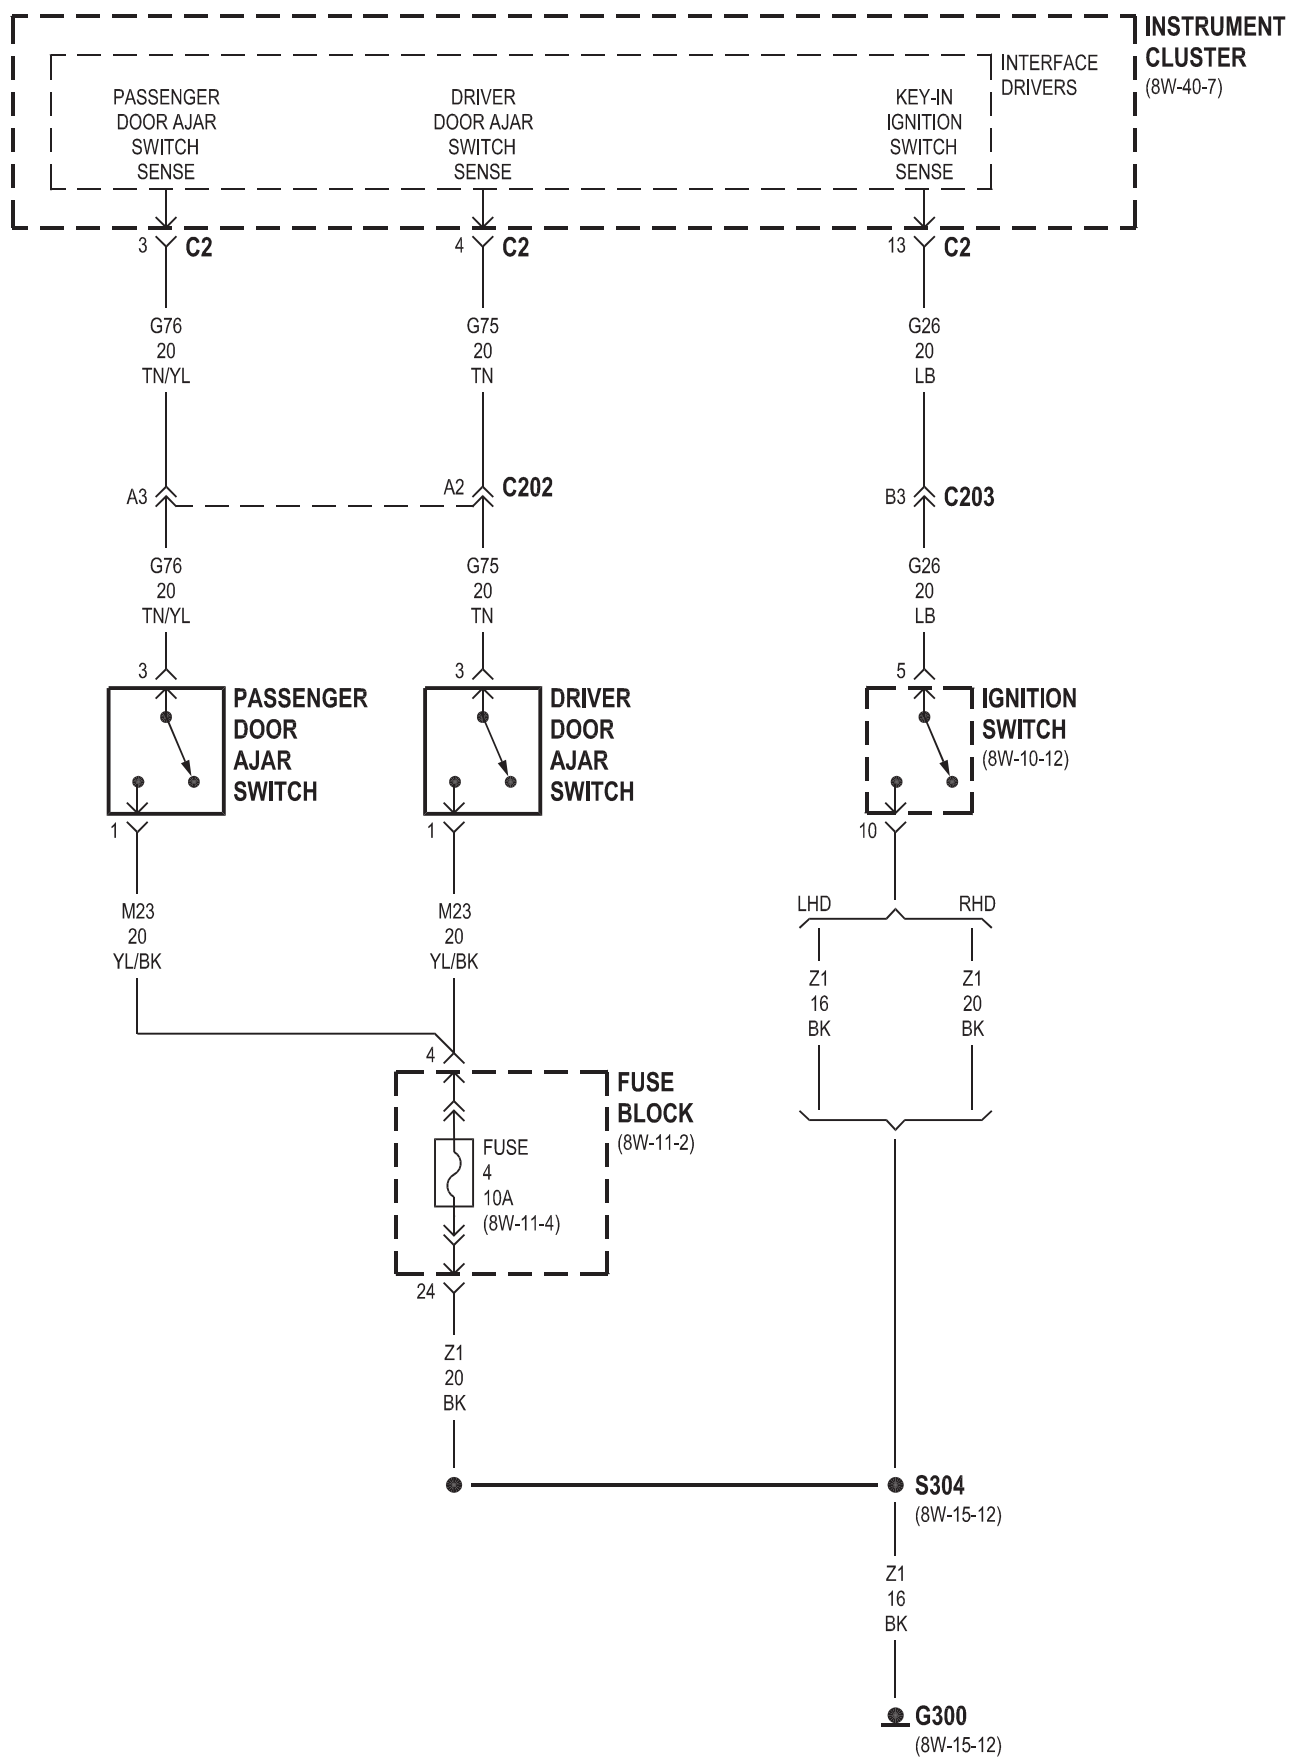 INSTRUMENT
CLUSTER
(8W-40-7)
INTERFACE
DRIVERS
PASSENGER
DOOR AJAR
SWITCH
SENSE
DRIVER
DOOR AJAR
SWITCH
SENSE
KEY-IN
IGNITION
SWITCH
SENSE
3
C2
4
C2
13
C2
G76
20
TN/YL
G75
20
TN
G26
20
LB
A3
A2
C202
B3
C203
G76
20
TN/YL
G75
20
TN
G26
20
LB
3
3
5
PASSENGER
DOOR
AJAR
SWITCH
DRIVER
DOOR
AJAR
SWITCH
IGNITION
SWITCH
(8W-10-12)
1
1
10
M23
20
YL/BK
M23
20
YL/BK
LHD
RHD
Z1
16
BK
Z1
20
BK
4
FUSE
BLOCK
(8W-11-2)
FUSE
4
10A
(8W-11-4)
24
Z1
20
BK
S304
(8W-15-12)
Z1
16
BK
G300
(8W-15-12)